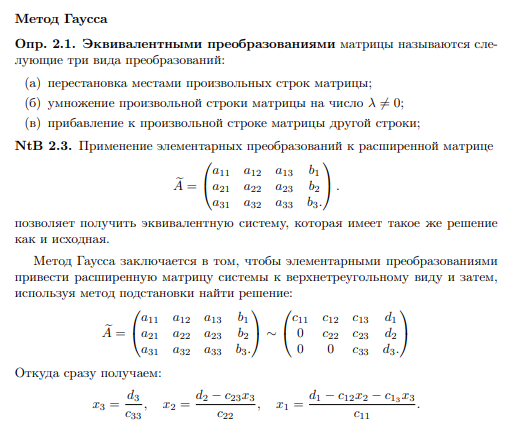 Метод Гаусса
Опр. 2.1. Эквивалентными преобразованиями матрицы называются сле-
лующие три вида преобразований:
(а) перестановка местами произвольных строк матрицы;
(б) умножение произвольной строки матрицы на число λ ≠ 0;
(в) прибавление к произвольной строке матрицы другой строки;
NtB 2.3. Применение элементарных преобразований к расширенной матрице
Ã = (a₁₁ a₁₂ a₁₃ b₁
a₂₁ a₂₂ a₂₃ b₂
a₃₁ a₃₂ a₃₃ b₃.) .
позволяет получить эквивалентную систему, которая имеет такое же решение
как и исходная.
Метод Гаусса заключается в том, чтобы элементарными преобразованиями
привести расширенную матрицу системы к верхнетреугольному виду и затем,
используя метод подстановки найти решение:
Ã = (a₁₁ a₁₂ a₁₃ b₁
a₂₁ a₂₂ a₂₃ b₂
a₃₁ a₃₂ a₃₃ b₃.) ∼ (c₁₁ c₁₂ c₁₃ d₁
0 c₂₂ c₂₃ d₂
0 0 c₃₃ d₃.)
Откуда сразу получаем:
x₃ = d₃/c₃₃, x₂ = (d₂ − c₂₃x₃)/c₂₂, x₁ = (d₁ − c₁₂x₂ − c₁₃x₃)/c₁₁.